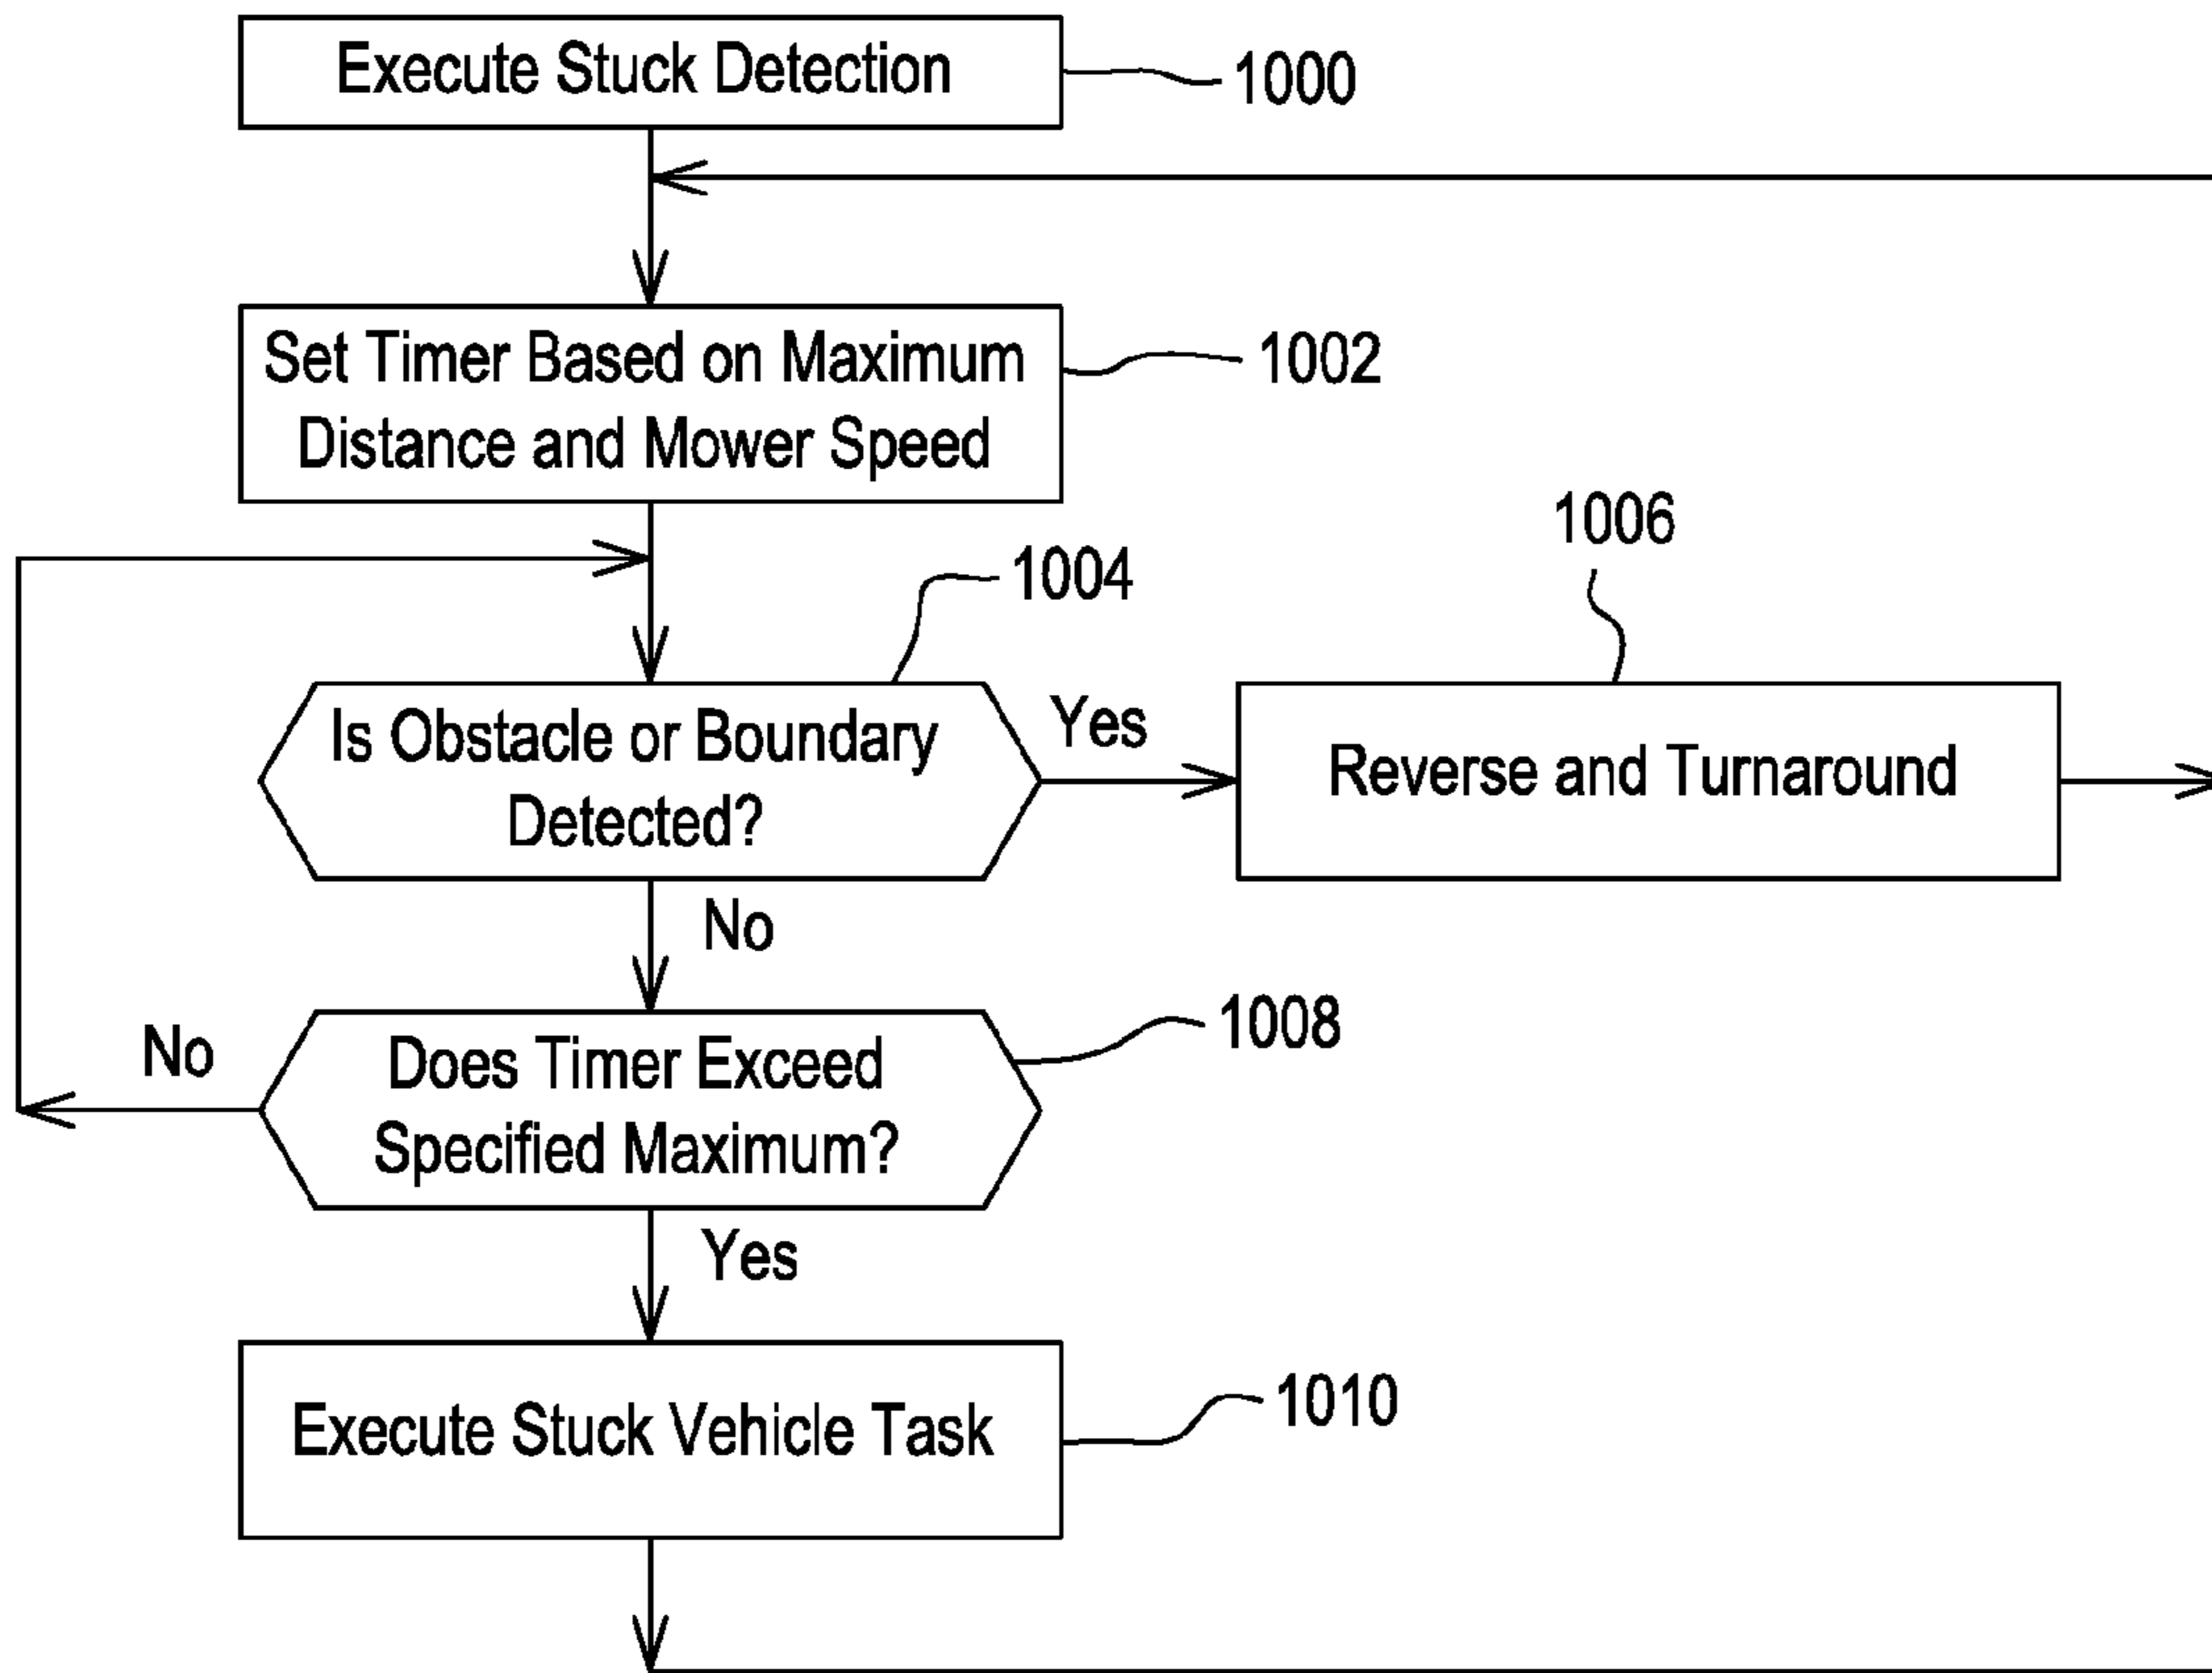 Execute Stuck Detection
1000
Set Timer Based on Maximum
Distance and Mower Speed
1002
1004
1006
Is Obstacle or Boundary
Detected?
Yes
Reverse and Turnaround
No
No
Does Timer Exceed
Specified Maximum?
1008
Yes
Execute Stuck Vehicle Task
1010